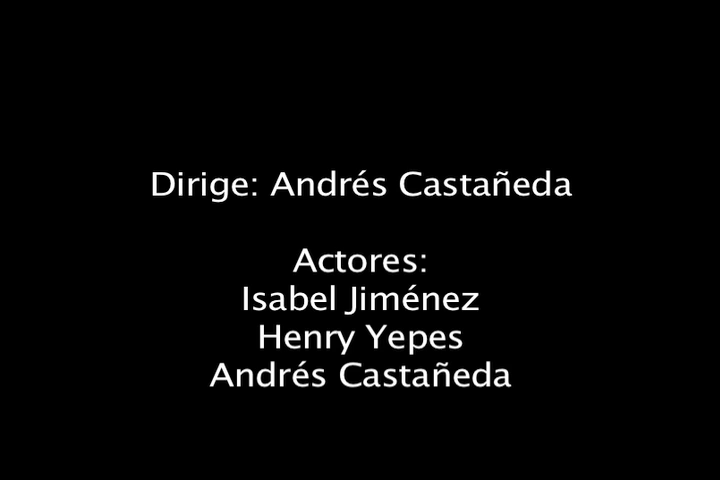 Dirige: Andrés Castañeda
Actores:
Isabel Jiménez
Henry Yepes
Andrés Castañeda